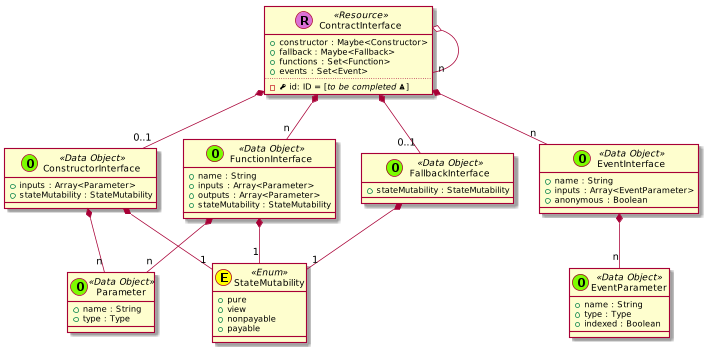 R
«Resource»
ContractInterface
constructor : Maybe<Constructor>
fallback : Maybe<Fallback>
functions : Set<Function>
events : Set<Event>
id: ID = [to be completed ♟]
n
0..1
n
0..1
n
O
«Data Object»
ConstructorInterface
inputs : Array<Parameter>
stateMutability : StateMutability
O
«Data Object»
FunctionInterface
name : String
inputs : Array<Parameter>
outputs : Array<Parameter>
stateMutability : StateMutability
O
«Data Object»
FallbackInterface
stateMutability : StateMutability
O
«Data Object»
EventInterface
name : String
inputs : Array<EventParameter>
anonymous : Boolean
n
n
1
1
1
n
O
«Data Object»
Parameter
name : String
type : Type
E
«Enum»
StateMutability
pure
view
nonpayable
payable
O
«Data Object»
EventParameter
name : String
type : Type
indexed : Boolean